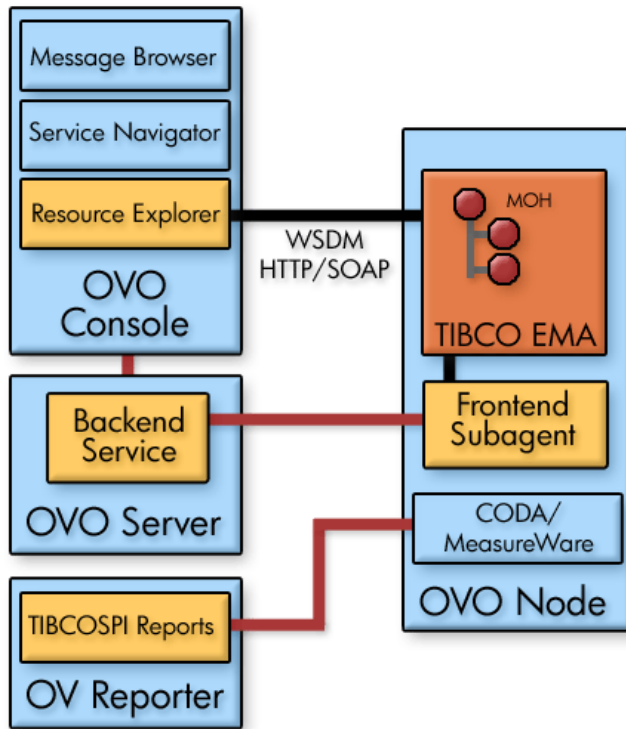 Message Browser
Service Navigator
Resource Explorer
OVO
Console
WSDM
HTTP/SOAP
MOH
TIBCO EMA
Frontend
Subagent
CODA/
MeasureWare
OVO Node
Backend
Service
OVO Server
TIBCOSPI Reports
OV Reporter